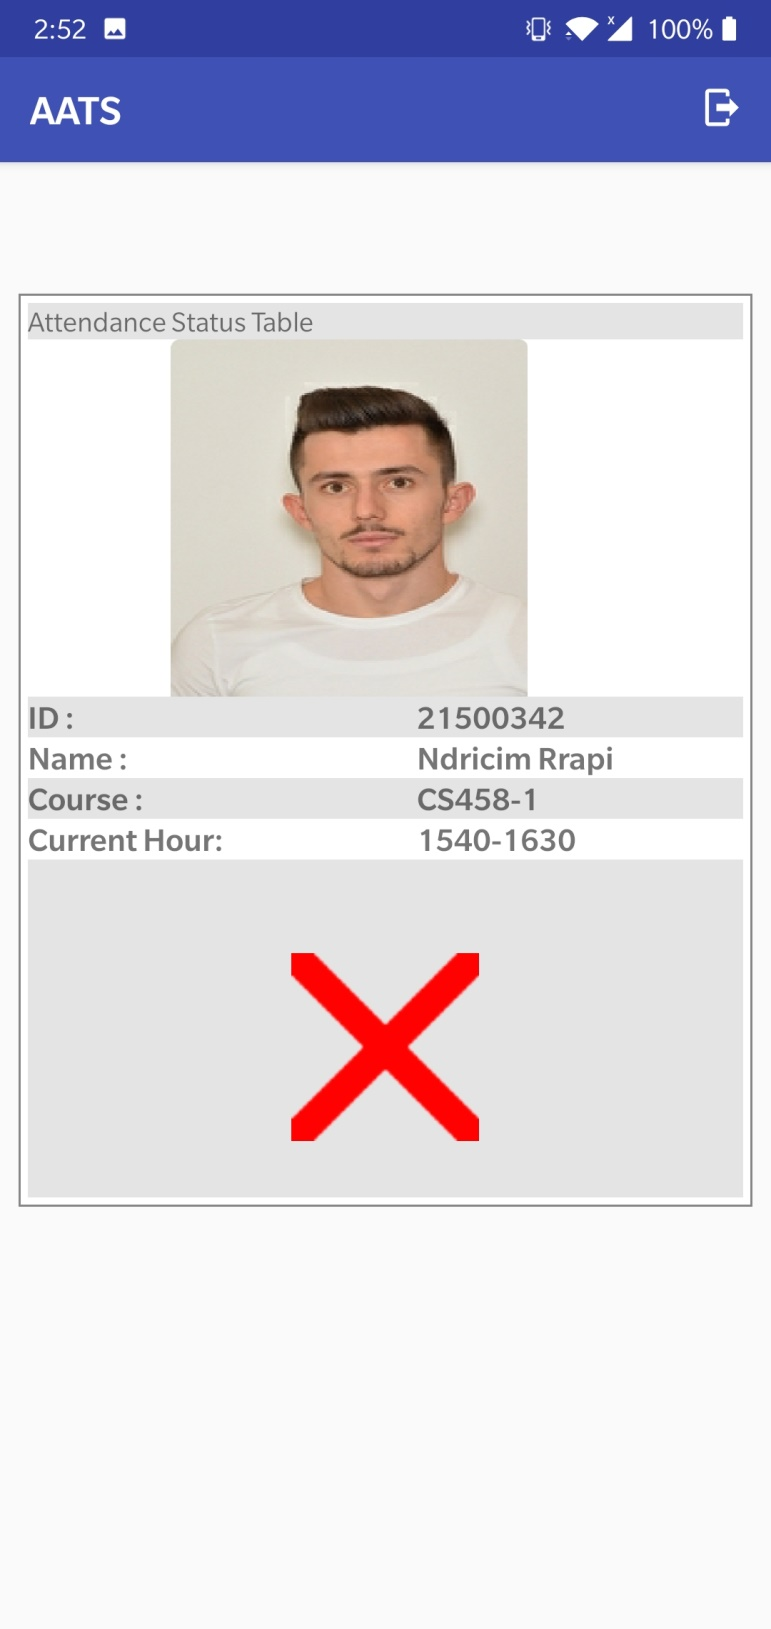 2:52 x 100%
AATS
Attendance Status Table
ID : 21500342
Name : Ndricim Rrapi
Course : CS458-1
Current Hour: 1540-1630